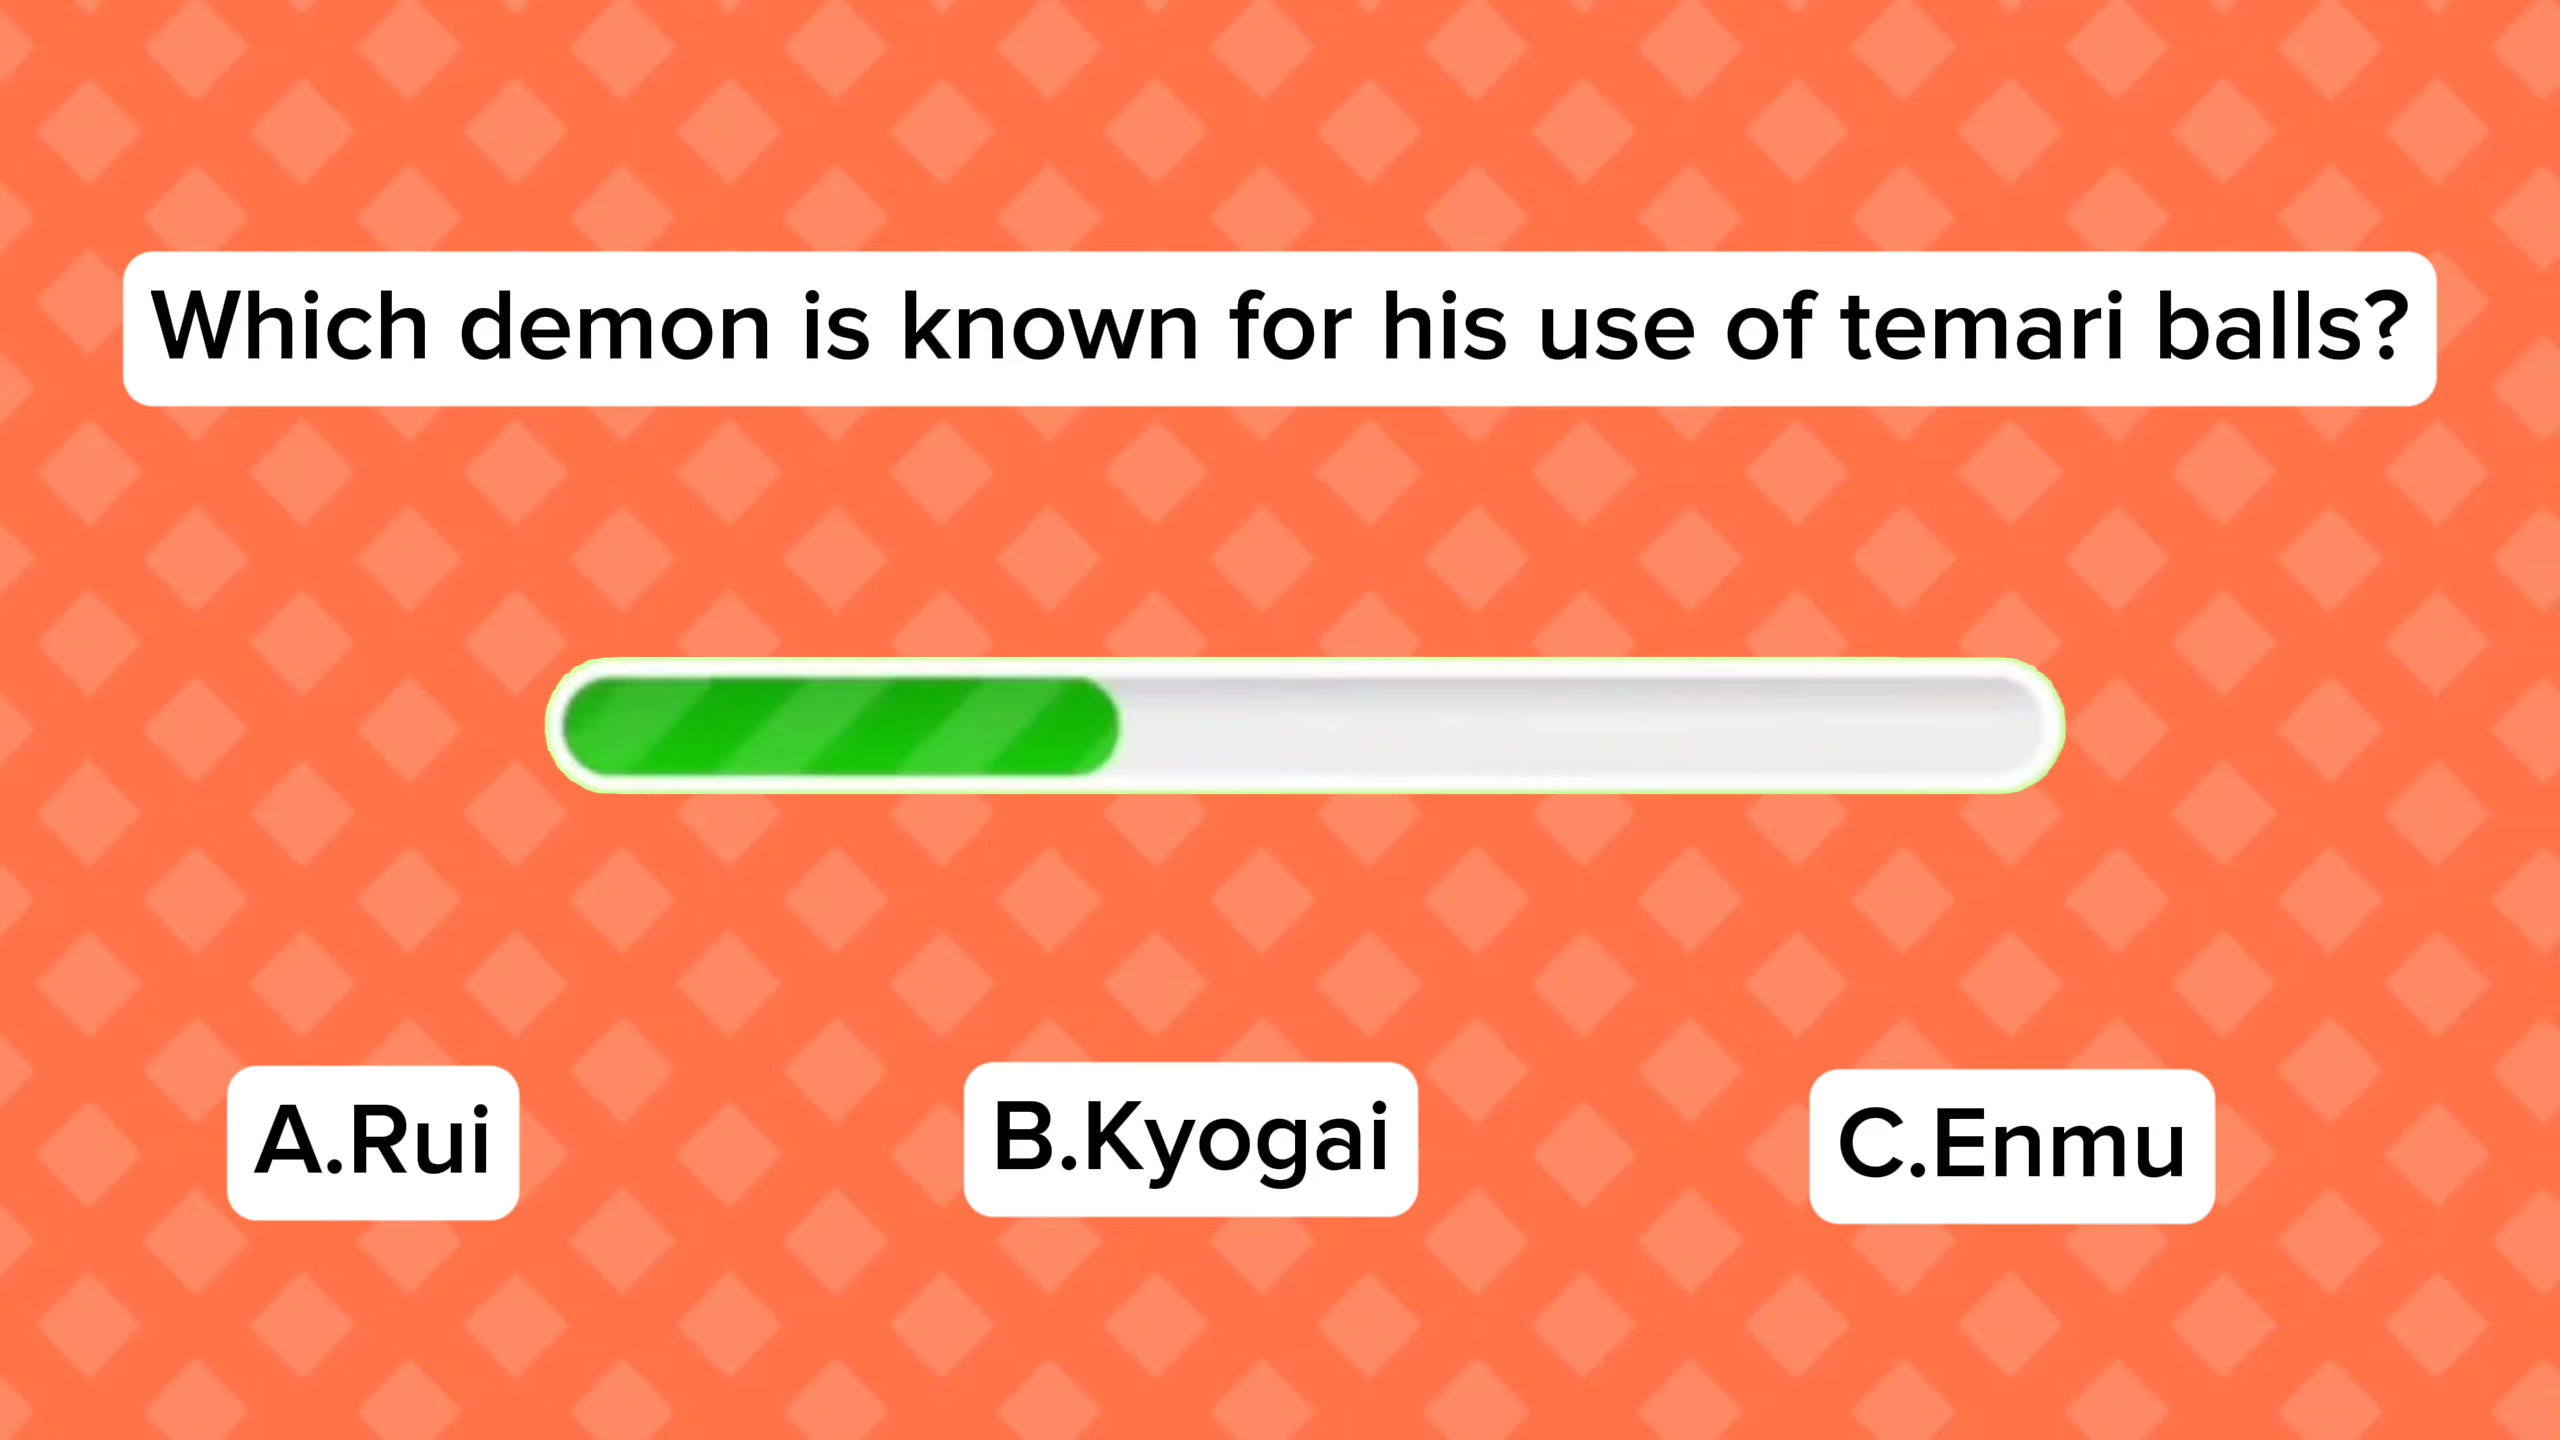 Which demon is known for his use of temari balls?
A.Rui
B.Kyogai
C.Enmu